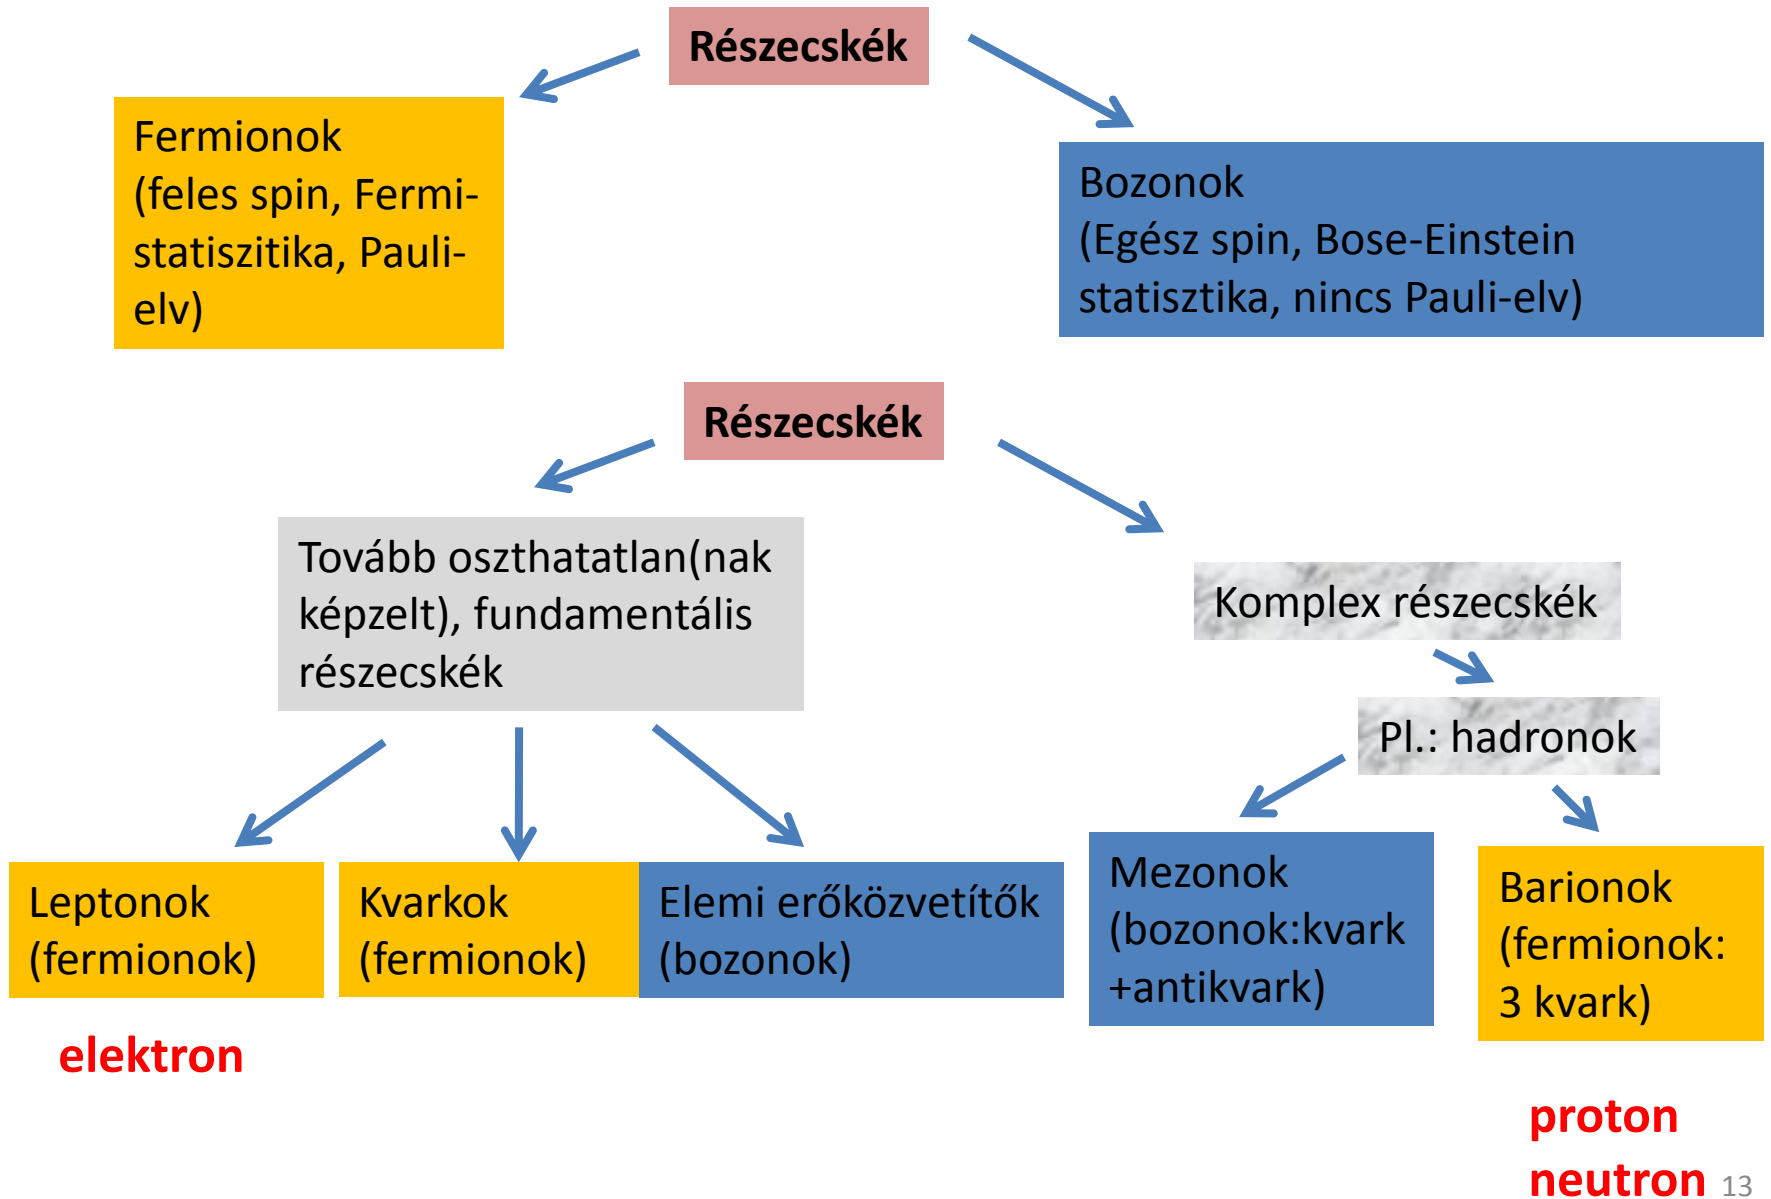 Részecskék
Fermionok
(feles spin, Fermi-
statiszitika, Pauli-
elv)
Bozonok
(Egész spin, Bose-Einstein
statisztika, nincs Pauli-elv)
Részecskék
Tovább oszthatatlan(nak
képzelt), fundamentális
részecskék
Komplex részecskék
Pl.: hadronok
Leptonok
(fermionok)
Kvarkok
(fermionok)
Elemi erőközvetítők
(bozonok)
Mezonok
(bozonok:kvark
+antikvark)
Barionok
(fermionok:
3 kvark)
elektron
proton
neutron
13